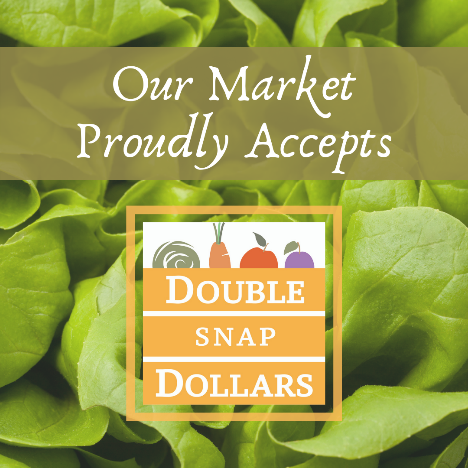 Our Market
Proudly Accepts
DOUBLE
SNAP
DOLLARS